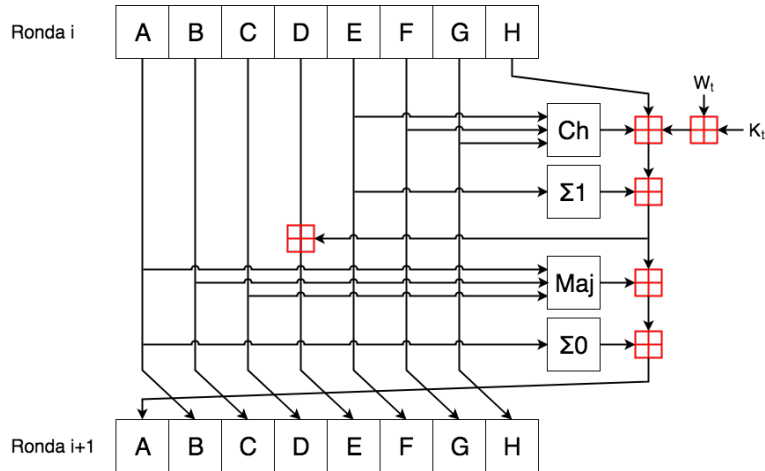 Ronda i A B C D E F G H
Wt
Ch
Kt
Σ1
Maj
Σ0
Ronda i+1 A B C D E F G H